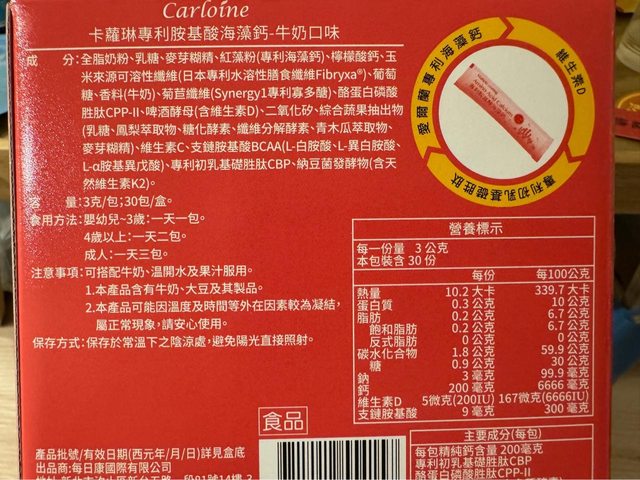 Carloine
卡蘿琳專利胺基酸海藻鈣-牛奶口味
成 分:全脂奶粉、乳糖、麥芽糊精、紅藻粉(專利海藻鈣)、檸檬酸鈣、玉
米來源可溶性纖維(日本專利水溶性膳食纖維Fibryxa®)、葡萄
糖、香料(牛奶)、菊苣纖維(Synergy1專利寡多醣)、酪蛋白磷酸
胜肽CPP-II、啤酒酵母(含維生素D)、二氧化矽、綜合蔬果抽出物
(乳糖、鳳梨萃取物、糖化酵素、纖維分解酵素、青木瓜萃取物、
麥芽糊精)、維生素C、支鏈胺基酸BCAA(L-白胺酸、L-異白胺酸、
L-α胺基異戊酸)、專利初乳基礎胜肽CBP、納豆菌發酵物(含天
然維生素K2)。
容 量:3克/包;30包/盒。
食用方法:嬰幼兒~3歲:一天一包。
4歲以上:一天二包。
成人:一天三包。
注意事項:可搭配牛奶、溫開水及果汁服用。
1.本產品含有牛奶、大豆及其製品。
2.本產品可能因溫度及時間等外在因素較為凝結,
屬正常現象,請安心使用。
保存方式:保存於常溫下之陰涼處,避免陽光直接照射。
愛爾蘭專利海藻鈣
維生素D
專利初乳基礎胜肽
營養標示
每一份量 3 公克
本包裝含 30 份
每份 每100公克
熱量 10.2 大卡 339.7 大卡
蛋白質 0.3 公克 10 公克
脂肪 0.2 公克 6.7 公克
飽和脂肪 0.2 公克 6.7 公克
反式脂肪 0 公克 0 公克
碳水化合物 1.8 公克 59.9 公克
糖 0.9 公克 30 公克
鈉 3 毫克 99.9 毫克
鈣 200 毫克 6666 毫克
維生素D 5微克(200IU) 167微克(6666IU)
支鏈胺基酸 9 毫克 300 毫克
食品
主要成分(每包)
每包精純鈣含量 200毫克
專利初乳基礎胜肽CBP
酪蛋白磷酸胜肽CPP-II
產品批號/有效日期(西元年/月/日)詳見盒底
出品商:每日康國際有限公司